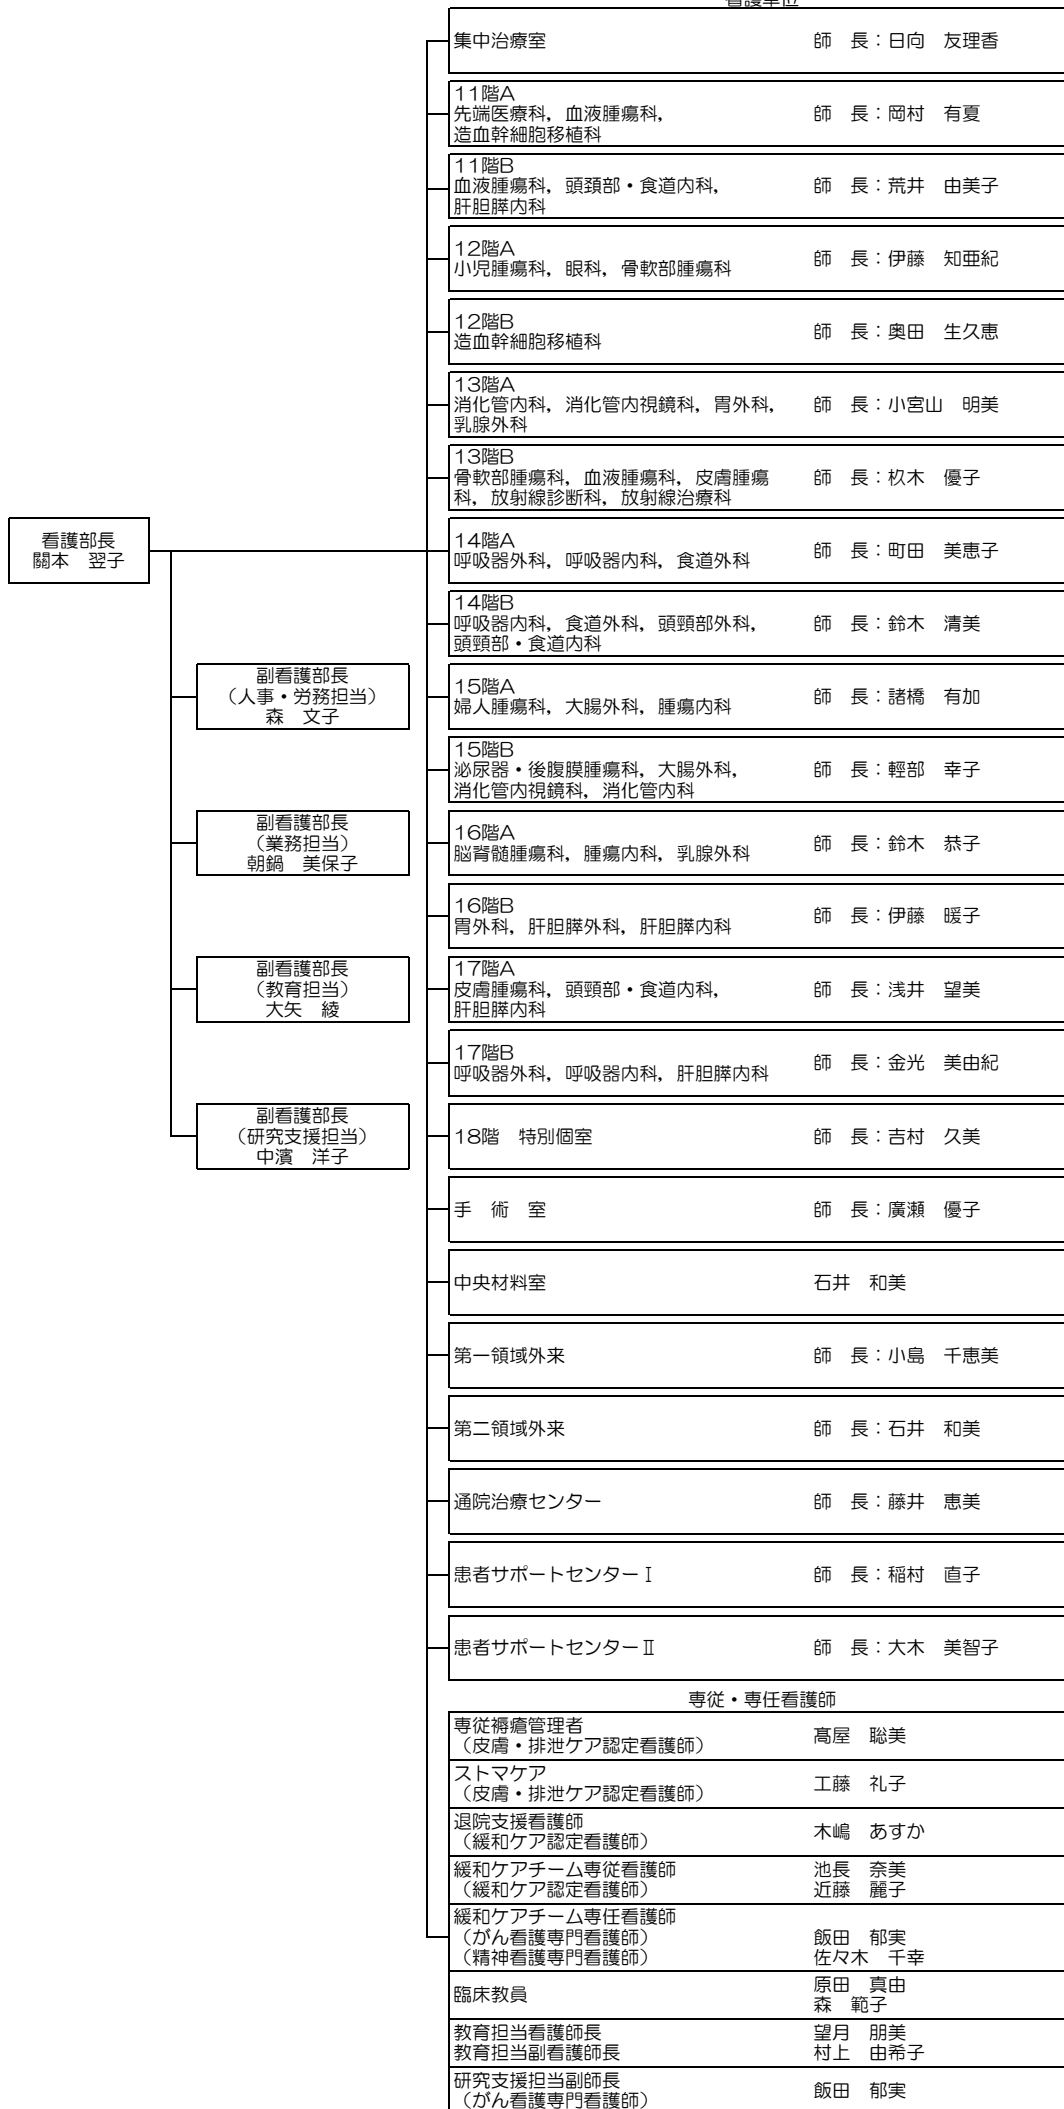 看護単位
集中治療室 師 長：日向 友理香
11階A
先端医療科，血液腫瘍科， 師 長：岡村 有夏
造血幹細胞移植科
11階B
血液腫瘍科，頭頚部・食道内科， 師 長：荒井 由美子
肝胆膵内科
12階A
小児腫瘍科，眼科，骨軟部腫瘍科 師 長：伊藤 知亜紀
12階B
造血幹細胞移植科 師 長：奥田 生久恵
13階A
消化管内科，消化管内視鏡科，胃外科， 師 長：小宮山 明美
乳腺外科
13階B
骨軟部腫瘍科，血液腫瘍科，皮膚腫瘍 師 長：杦木 優子
科，放射線診断科，放射線治療科
看護部長
關本 翌子
14階A
呼吸器外科，呼吸器内科，食道外科 師 長：町田 美恵子
14階B
呼吸器内科，食道外科，頭頸部外科， 師 長：鈴木 清美
頭頸部・食道内科
副看護部長
（人事・労務担当）
森 文子
15階A
婦人腫瘍科，大腸外科，腫瘍内科 師 長：諸橋 有加
15階B
泌尿器・後腹膜腫瘍科，大腸外科， 師 長：輕部 幸子
消化管内視鏡科，消化管内科
副看護部長
（業務担当）
朝鍋 美保子
16階A
脳脊髄腫瘍科，腫瘍内科，乳腺外科 師 長：鈴木 恭子
16階B
胃外科，肝胆膵外科，肝胆膵内科 師 長：伊藤 暖子
副看護部長
（教育担当）
大矢 綾
17階A
皮膚腫瘍科，頭頸部・食道内科， 師 長：浅井 望美
肝胆膵内科
17階B
呼吸器外科，呼吸器内科，肝胆膵内科 師 長：金光 美由紀
副看護部長
（研究支援担当）
中濱 洋子
18階 特別個室 師 長：吉村 久美
手 術 室 師 長：廣瀬 優子
中央材料室 石井 和美
第一領域外来 師 長：小島 千恵美
第二領域外来 師 長：石井 和美
通院治療センター 師 長：藤井 恵美
患者サポートセンターⅠ 師 長：稲村 直子
患者サポートセンターⅡ 師 長：大木 美智子
専従・専任看護師
専従褥瘡管理者
（皮膚・排泄ケア認定看護師） 髙屋 聡美
ストマケア
（皮膚・排泄ケア認定看護師） 工藤 礼子
退院支援看護師
（緩和ケア認定看護師） 木嶋 あすか
緩和ケアチーム専従看護師 池長 奈美
（緩和ケア認定看護師） 近藤 麗子
緩和ケアチーム専任看護師
（がん看護専門看護師） 飯田 郁実
（精神看護専門看護師） 佐々木 千幸
臨床教員 原田 真由
森 範子
教育担当看護師長 望月 朋美
教育担当副看護師長 村上 由希子
研究支援担当副師長
（がん看護専門看護師） 飯田 郁実